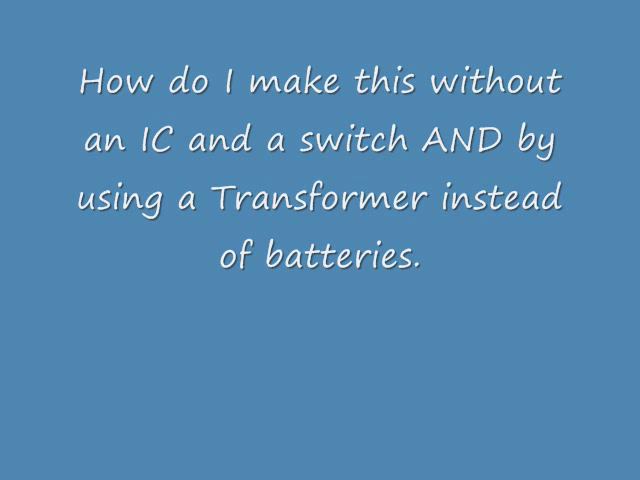 How do I make this without
an IC and a switch AND by
using a Transformer instead
of batteries.